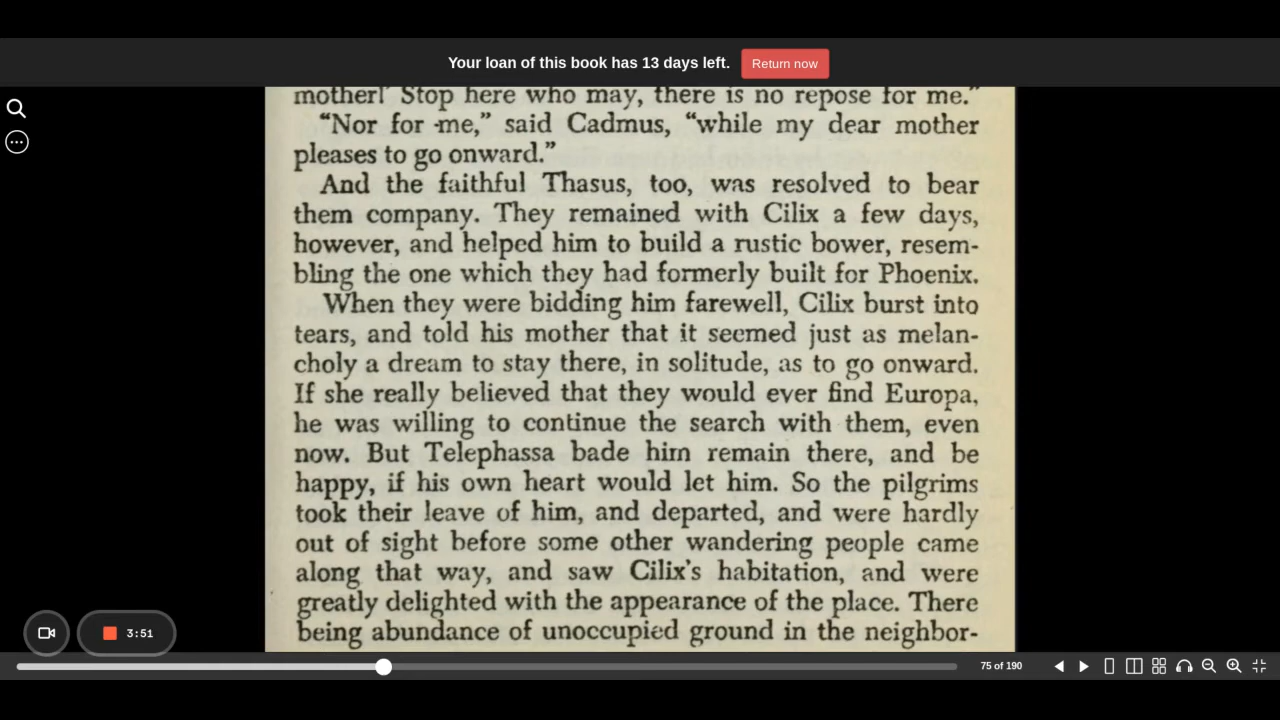 Your loan of this book has 13 days left. Return now
mother! Stop here who may, there is no repose for me."
"Nor for me," said Cadmus, "while my dear mother
pleases to go onward."
And the faithful Thasus, too, was resolved to bear
them company. They remained with Cilix a few days,
however, and helped him to build a rustic bower, resem-
bling the one which they had formerly built for Phoenix.
When they were bidding him farewell, Cilix burst into
tears, and told his mother that it seemed just as melan-
choly a dream to stay there, in solitude, as to go onward.
If she really believed that they would ever find Europa,
he was willing to continue the search with them, even
now. But Telephassa bade him remain there, and be
happy, if his own heart would let him. So the pilgrims
took their leave of him, and departed, and were hardly
out of sight before some other wandering people came
along that way, and saw Cilix's habitation, and were
greatly delighted with the appearance of the place. There
being abundance of unoccupied ground in the neighbor-
3:51
75 of 190